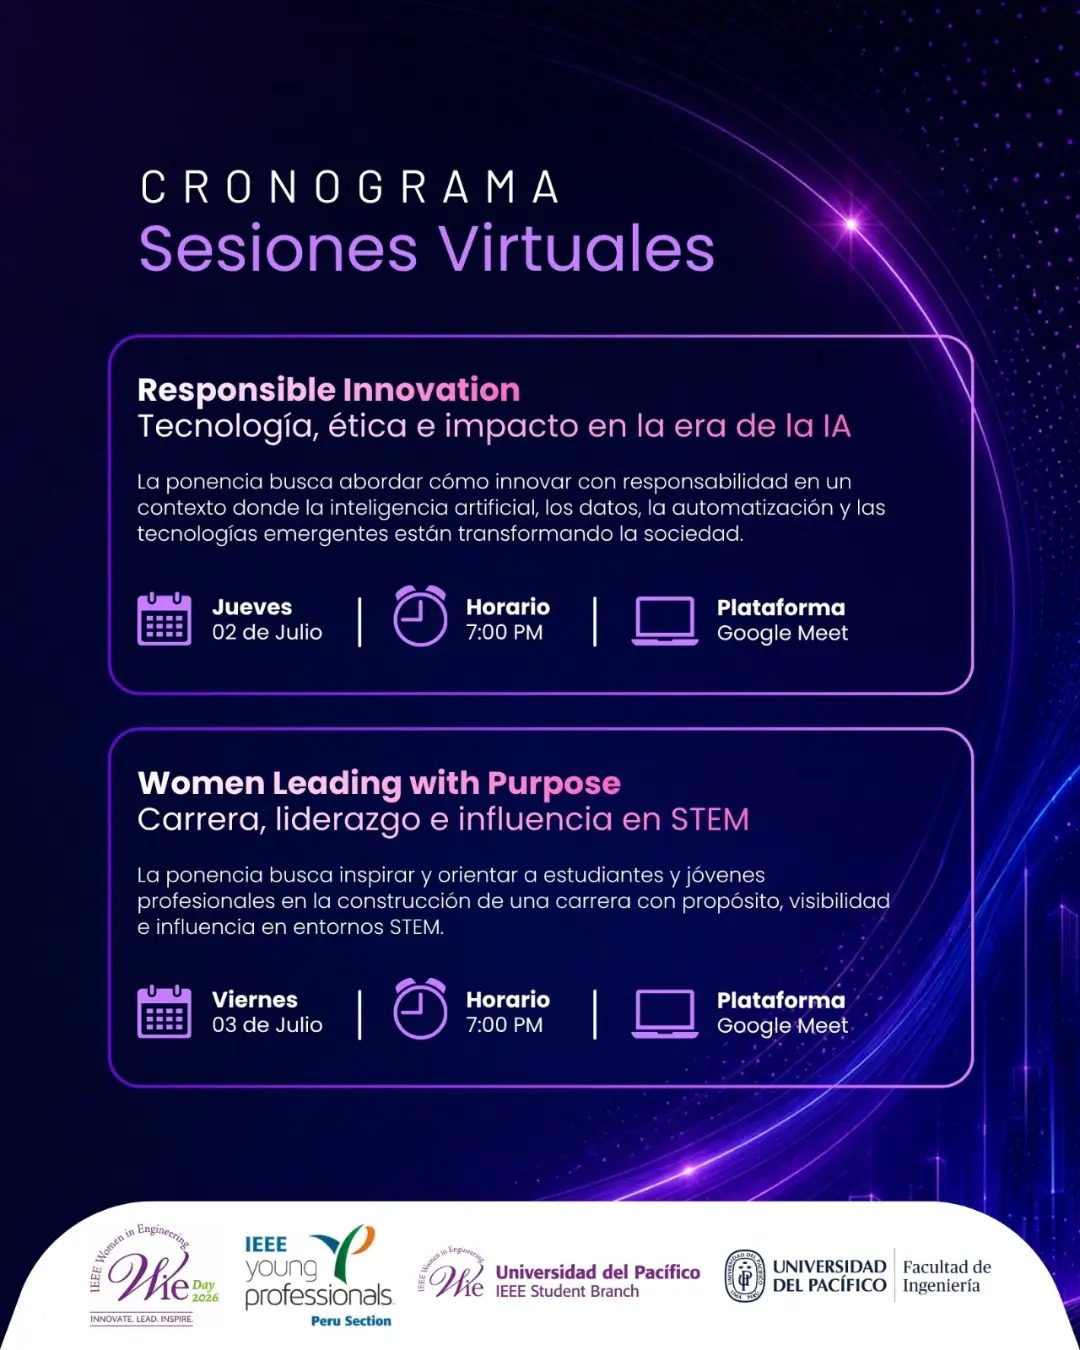 CRONOGRAMA
Sesiones Virtuales
Responsible Innovation
Tecnología, ética e impacto en la era de la IA
La ponencia busca abordar cómo innovar con responsabilidad en un
contexto donde la inteligencia artificial, los datos, la automatización y las
tecnologías emergentes están transformando la sociedad.
Jueves
02 de Julio
Horario
7:00 PM
Plataforma
Google Meet
Women Leading with Purpose
Carrera, liderazgo e influencia en STEM
La ponencia busca inspirar y orientar a estudiantes y jóvenes
profesionales en la construcción de una carrera con propósito, visibilidad
e influencia en entornos STEM.
Viernes
03 de Julio
Horario
7:00 PM
Plataforma
Google Meet
IEEE Women in Engineering
Wie Day
2026
INNOVATE. LEAD. INSPIRE.
IEEE
young
professionals
Peru Section
IEEE Women in Engineering
Wie
Universidad del Pacífico
IEEE Student Branch
UNIVERSIDAD
DEL PACÍFICO
Facultad de
Ingeniería